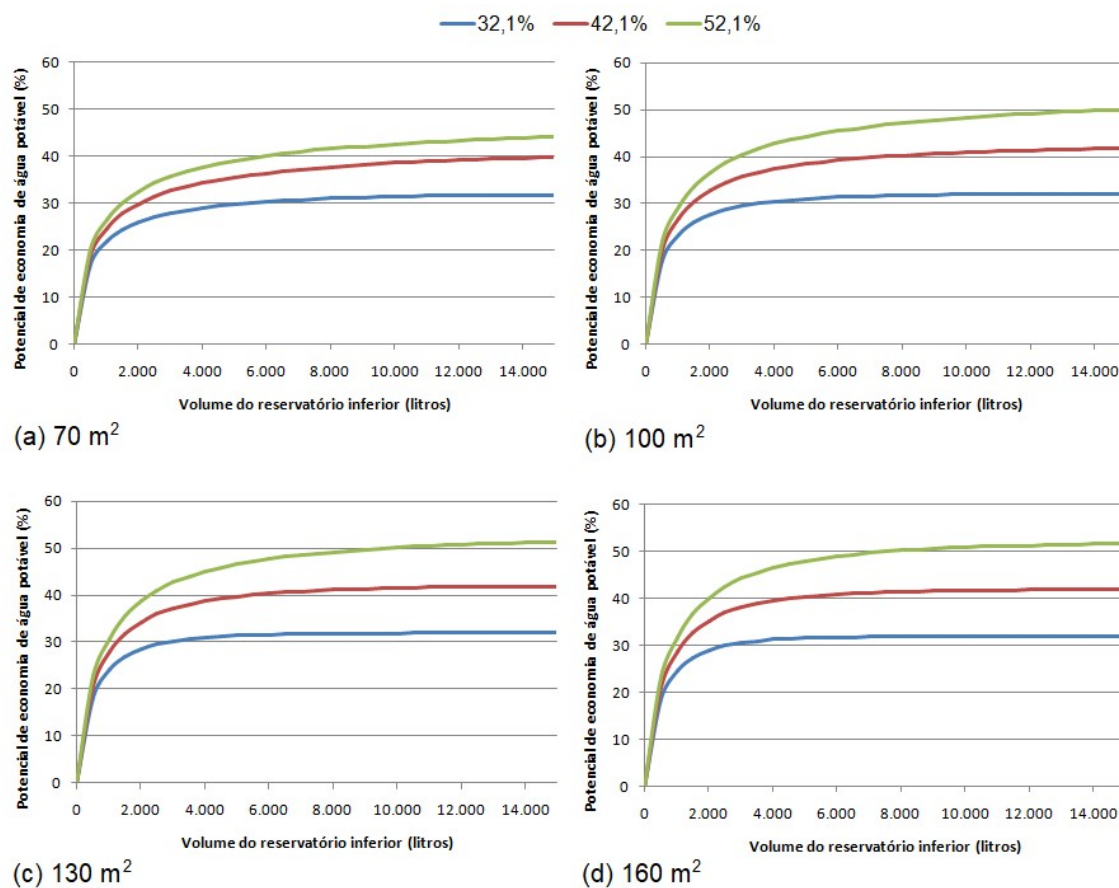 32,1% 42,1% 52,1%
Potencial de economia de água potável (%)
60
50
40
30
20
10
0
0 2.000 4.000 6.000 8.000 10.000 12.000 14.000
Volume do reservatório inferior (litros)
(a) 70 m²
Potencial de economia de água potável (%)
60
50
40
30
20
10
0
0 2.000 4.000 6.000 8.000 10.000 12.000 14.000
Volume do reservatório inferior (litros)
(b) 100 m²
Potencial de economia de água potável (%)
60
50
40
30
20
10
0
0 2.000 4.000 6.000 8.000 10.000 12.000 14.000
Volume do reservatório inferior (litros)
(c) 130 m²
Potencial de economia de água potável (%)
60
50
40
30
20
10
0
0 2.000 4.000 6.000 8.000 10.000 12.000 14.000
Volume do reservatório inferior (litros)
(d) 160 m²